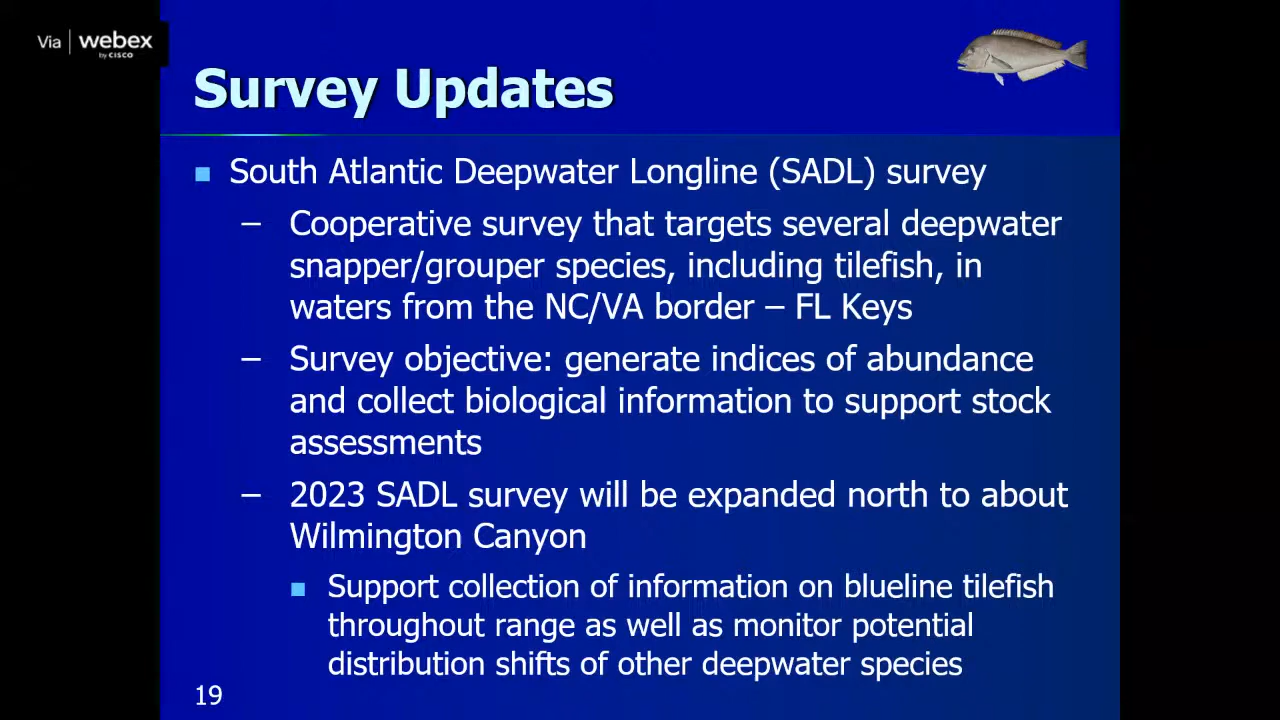 Via | webex
by CISCO
Survey Updates
■ South Atlantic Deepwater Longline (SADL) survey
– Cooperative survey that targets several deepwater
snapper/grouper species, including tilefish, in
waters from the NC/VA border – FL Keys
– Survey objective: generate indices of abundance
and collect biological information to support stock
assessments
– 2023 SADL survey will be expanded north to about
Wilmington Canyon
■ Support collection of information on blueline tilefish
throughout range as well as monitor potential
distribution shifts of other deepwater species
19